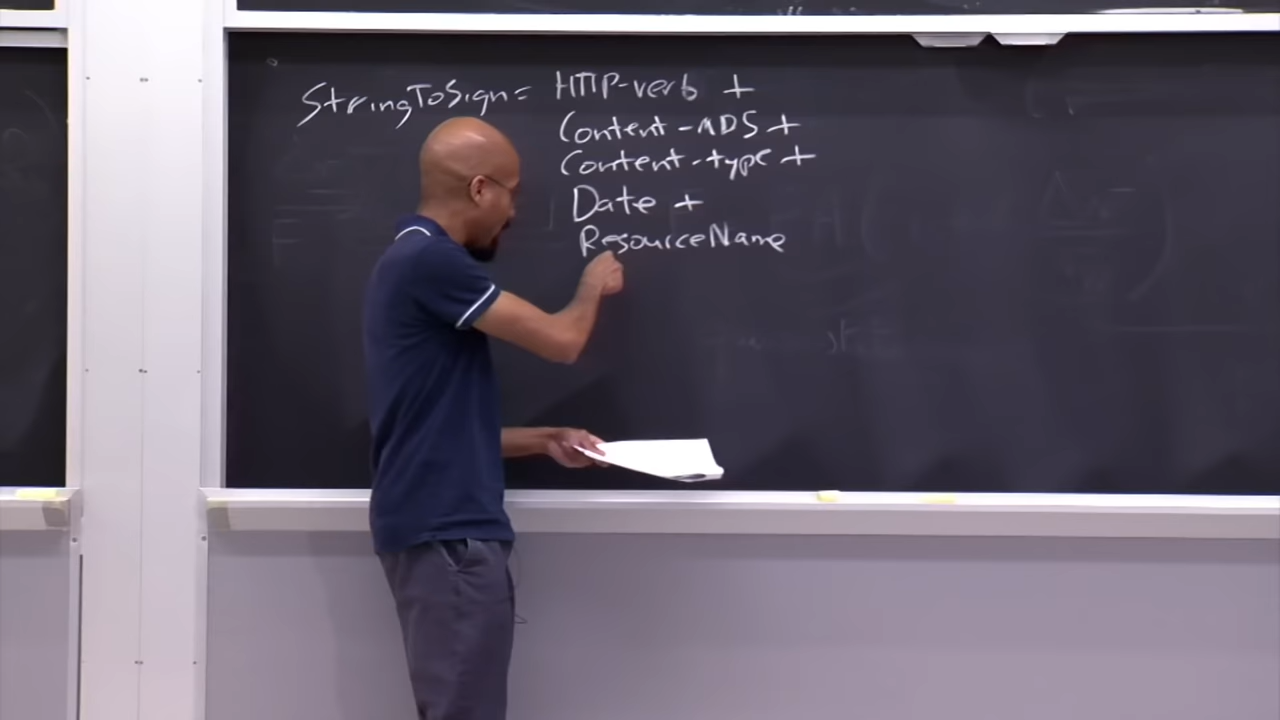 StringToSign= HTTP-verb +
Content-MD5 +
Content-type +
Date +
ResourceName